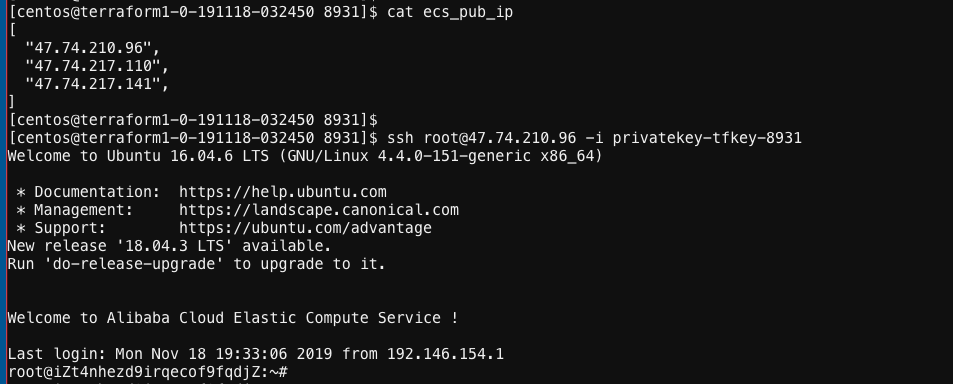 [centos@terraform1-0-191118-032450 8931]$ cat ecs_pub_ip
[
  "47.74.210.96",
  "47.74.217.110",
  "47.74.217.141",
]
[centos@terraform1-0-191118-032450 8931]$
[centos@terraform1-0-191118-032450 8931]$ ssh root@47.74.210.96 -i privatekey-tfkey-8931
Welcome to Ubuntu 16.04.6 LTS (GNU/Linux 4.4.0-151-generic x86_64)

 * Documentation:  https://help.ubuntu.com
 * Management:     https://landscape.canonical.com
 * Support:        https://ubuntu.com/advantage
New release '18.04.3 LTS' available.
Run 'do-release-upgrade' to upgrade to it.

Welcome to Alibaba Cloud Elastic Compute Service !

Last login: Mon Nov 18 19:33:06 2019 from 192.146.154.1
root@iZt4nhezd9irqecof9fqdjZ:~#